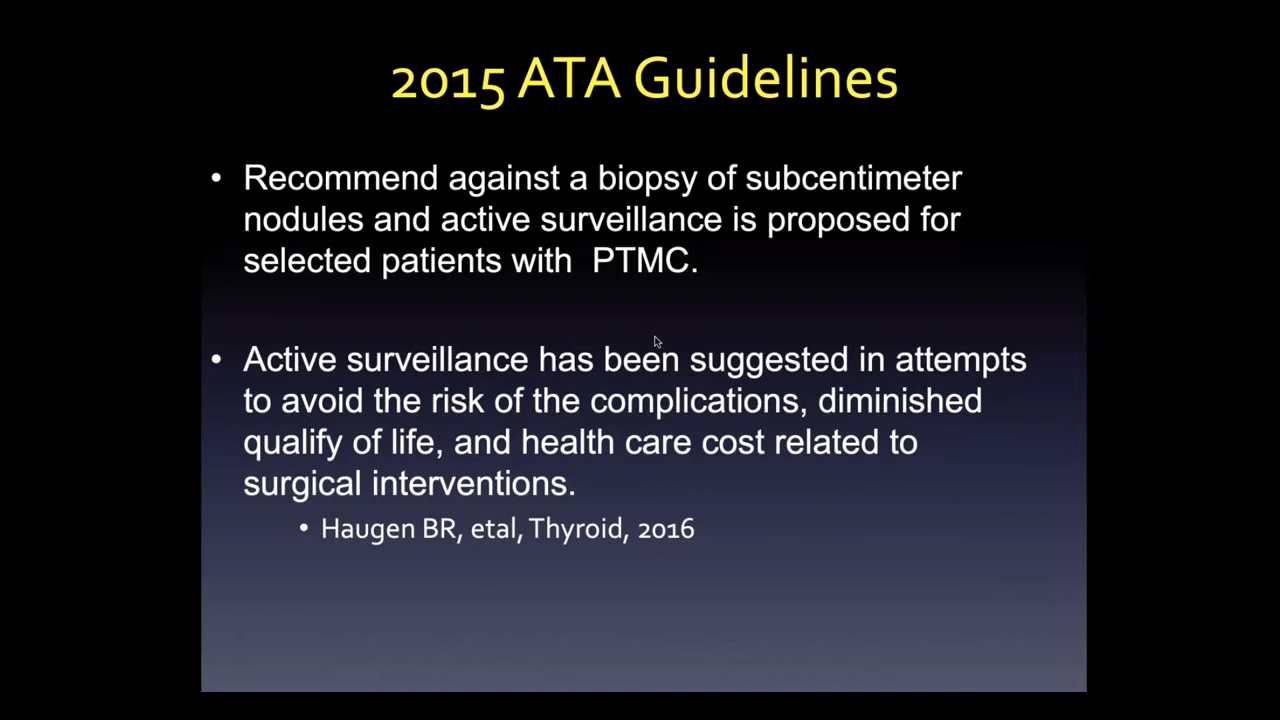 2015 ATA Guidelines
• Recommend against a biopsy of subcentimeter
nodules and active surveillance is proposed for
selected patients with  PTMC.
• Active surveillance has been suggested in attempts
to avoid the risk of the complications, diminished
qualify of life, and health care cost related to
surgical interventions.
• Haugen BR, etal, Thyroid, 2016